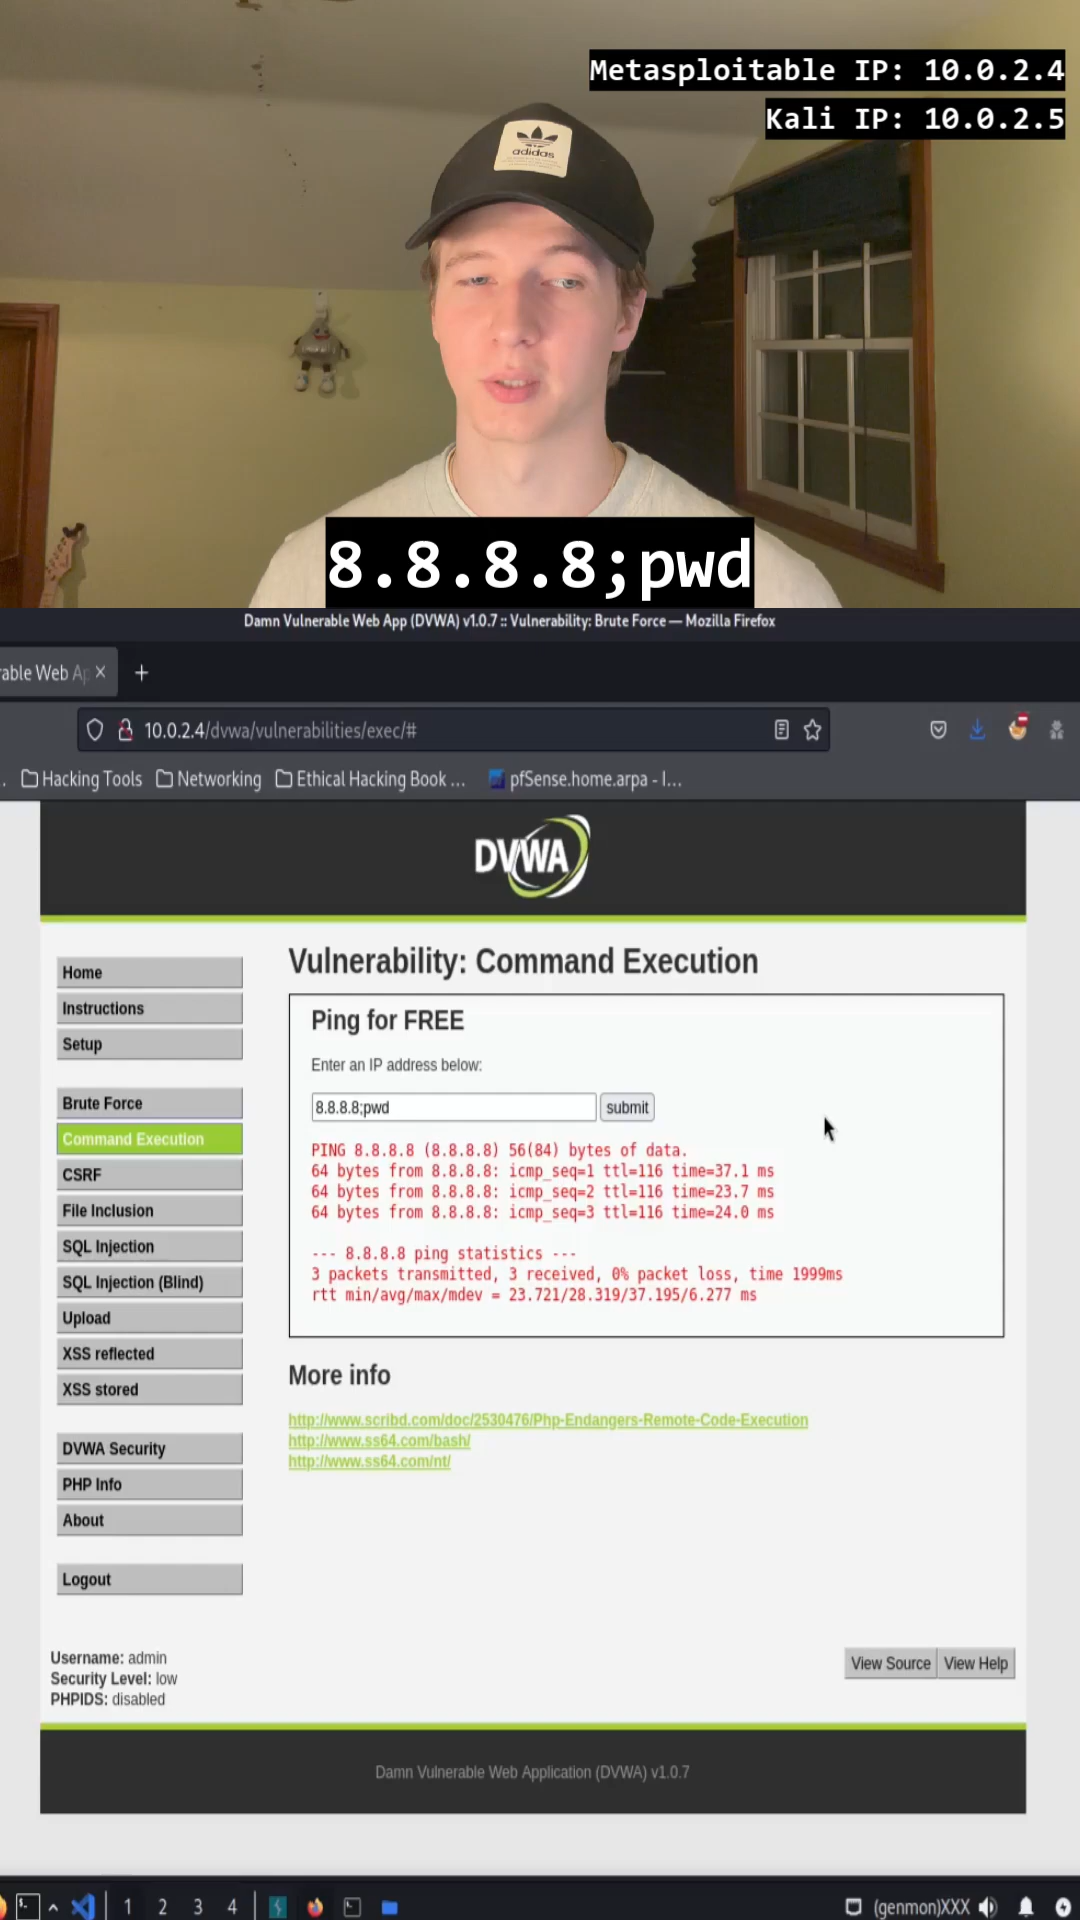 Metasploitable IP: 10.0.2.4
Kali IP: 10.0.2.5
adidas
8.8.8.8;pwd
Damn Vulnerable Web App (DVWA) v1.0.7 :: Vulnerability: Brute Force — Mozilla Firefox
rable Web Ap
10.0.2.4/dvwa/vulnerabilities/exec/#
Hacking Tools Networking Ethical Hacking Book ... pfSense.home.arpa - I...
DVWA
Home
Instructions
Setup
Brute Force
Command Execution
CSRF
File Inclusion
SQL Injection
SQL Injection (Blind)
Upload
XSS reflected
XSS stored
DVWA Security
PHP Info
About
Logout
Vulnerability: Command Execution
Ping for FREE
Enter an IP address below:
8.8.8.8;pwd submit
PING 8.8.8.8 (8.8.8.8) 56(84) bytes of data.
64 bytes from 8.8.8.8: icmp_seq=1 ttl=116 time=37.1 ms
64 bytes from 8.8.8.8: icmp_seq=2 ttl=116 time=23.7 ms
64 bytes from 8.8.8.8: icmp_seq=3 ttl=116 time=24.0 ms
--- 8.8.8.8 ping statistics ---
3 packets transmitted, 3 received, 0% packet loss, time 1999ms
rtt min/avg/max/mdev = 23.721/28.319/37.195/6.277 ms
More info
http://www.scribd.com/doc/2530476/Php-Endangers-Remote-Code-Execution
http://www.ss64.com/bash/
http://www.ss64.com/nt/
Username: admin
Security Level: low
PHPIDS: disabled
View Source View Help
Damn Vulnerable Web Application (DVWA) v1.0.7
1 2 3 4 (genmon)XXX